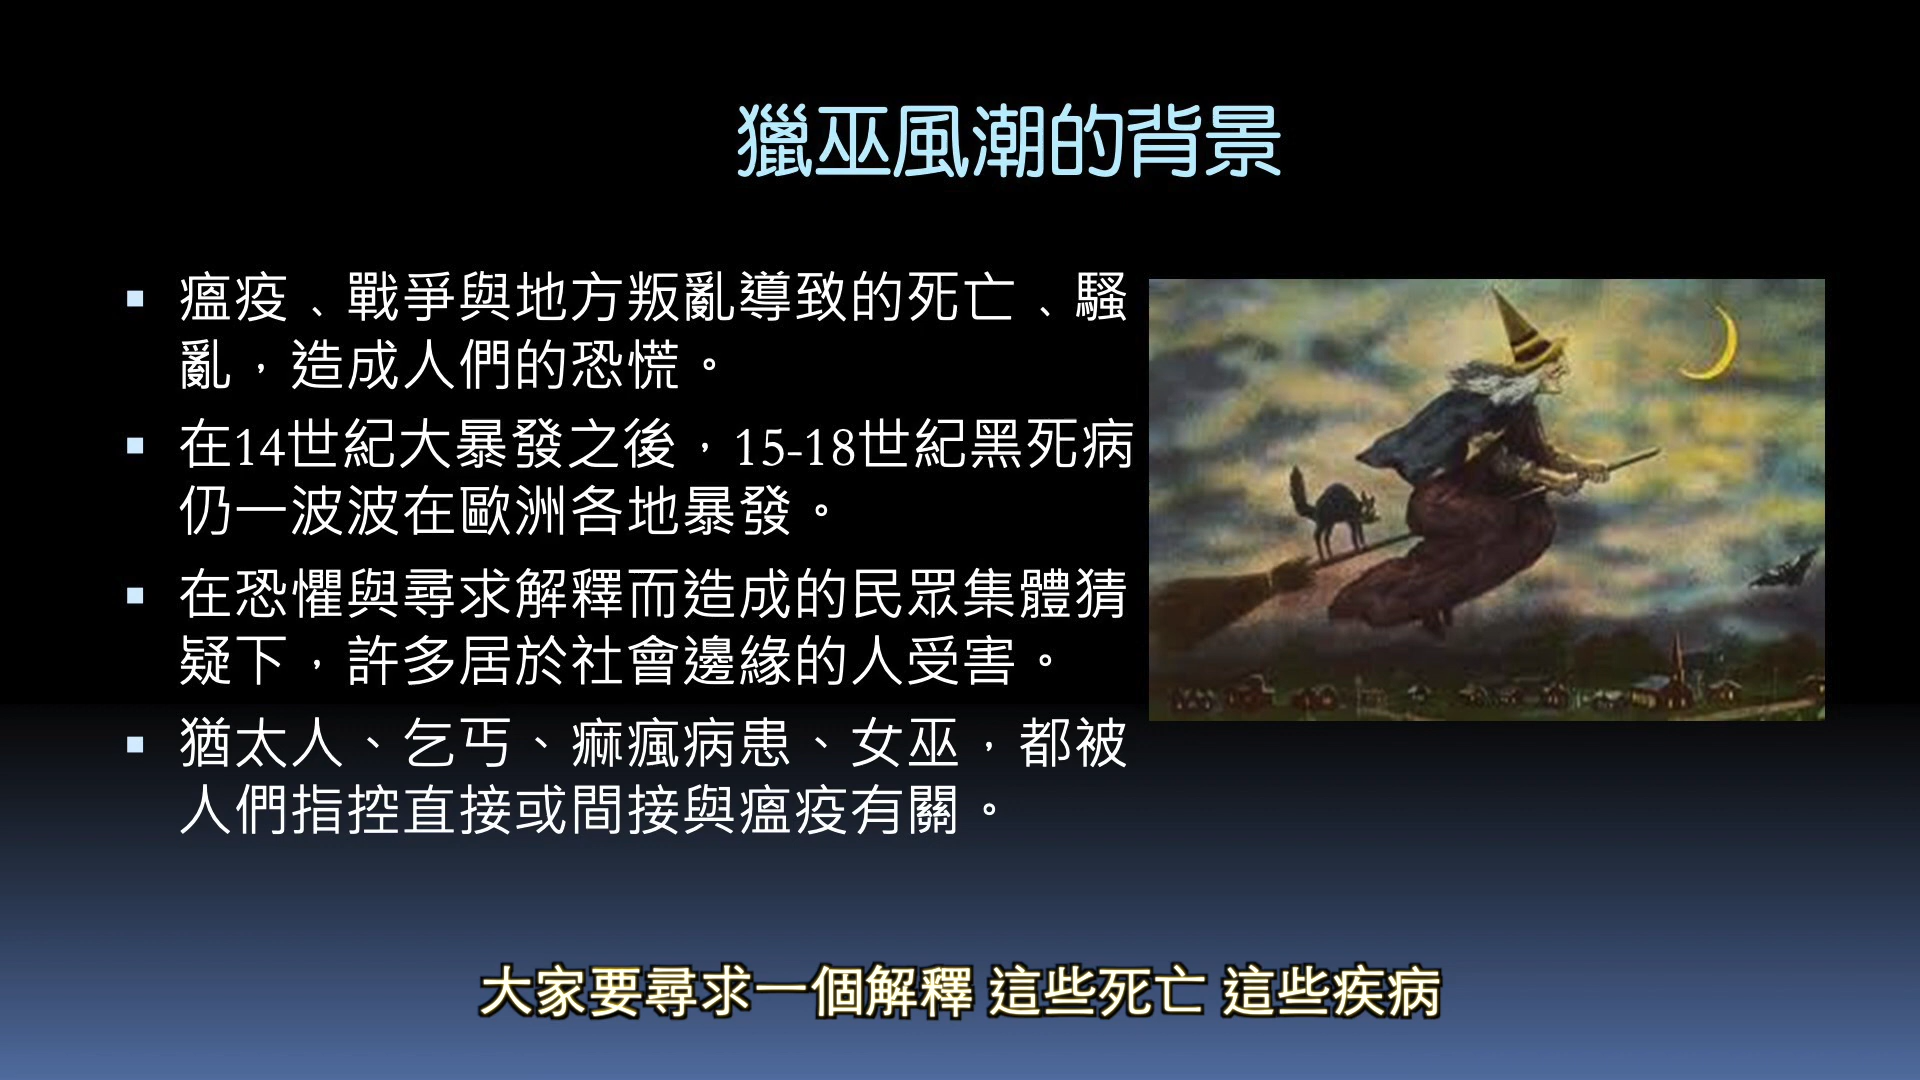 獵巫風潮的背景
▪ 瘟疫、戰爭與地方叛亂導致的死亡、騷
亂，造成人們的恐慌。
▪ 在14世紀大暴發之後，15-18世紀黑死病
仍一波波在歐洲各地暴發。
▪ 在恐懼與尋求解釋而造成的民眾集體猜
疑下，許多居於社會邊緣的人受害。
▪ 猶太人、乞丐、痲瘋病患、女巫，都被
人們指控直接或間接與瘟疫有關。
大家要尋求一個解釋 這些死亡 這些疾病